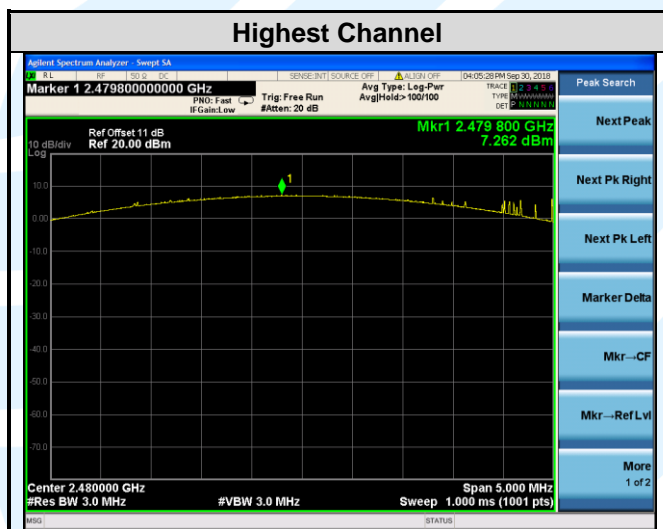 Highest Channel
Agilent Spectrum Analyzer - Swept SA
RL RF 50 Ω DC SENSE:INT SOURCE OFF ALIGN OFF 04:05:28 PM Sep 30, 2018
Marker 1 2.479800000000 GHz
PNO: Fast
IFGain:Low
Trig: Free Run
#Atten: 20 dB
Avg Type: Log-Pwr
Avg|Hold:> 100/100
TRACE 1 2 3 4 5 6
TYPE
DET P N N N N N
Peak Search
Ref Offset 11 dB
10 dB/div Ref 20.00 dBm
Log
Mkr1 2.479 800 GHz
7.262 dBm
1
10.0
0.00
-10.0
-20.0
-30.0
-40.0
-50.0
-60.0
-70.0
Center 2.480000 GHz
Span 5.000 MHz
#Res BW 3.0 MHz
#VBW 3.0 MHz
Sweep 1.000 ms (1001 pts)
Next Peak
Next Pk Right
Next Pk Left
Marker Delta
Mkr→CF
Mkr→Ref Lvl
More
1 of 2
MSG
STATUS